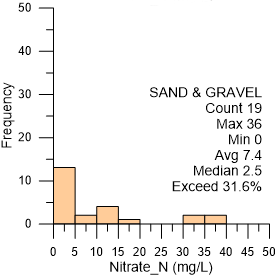 50
40
30
20
10
0
Frequency
SAND & GRAVEL
Count 19
Max 36
Min 0
Avg 7.4
Median 2.5
Exceed 31.6%
0 5 10 15 20 25 30 35 40 45 50
Nitrate_N (mg/L)